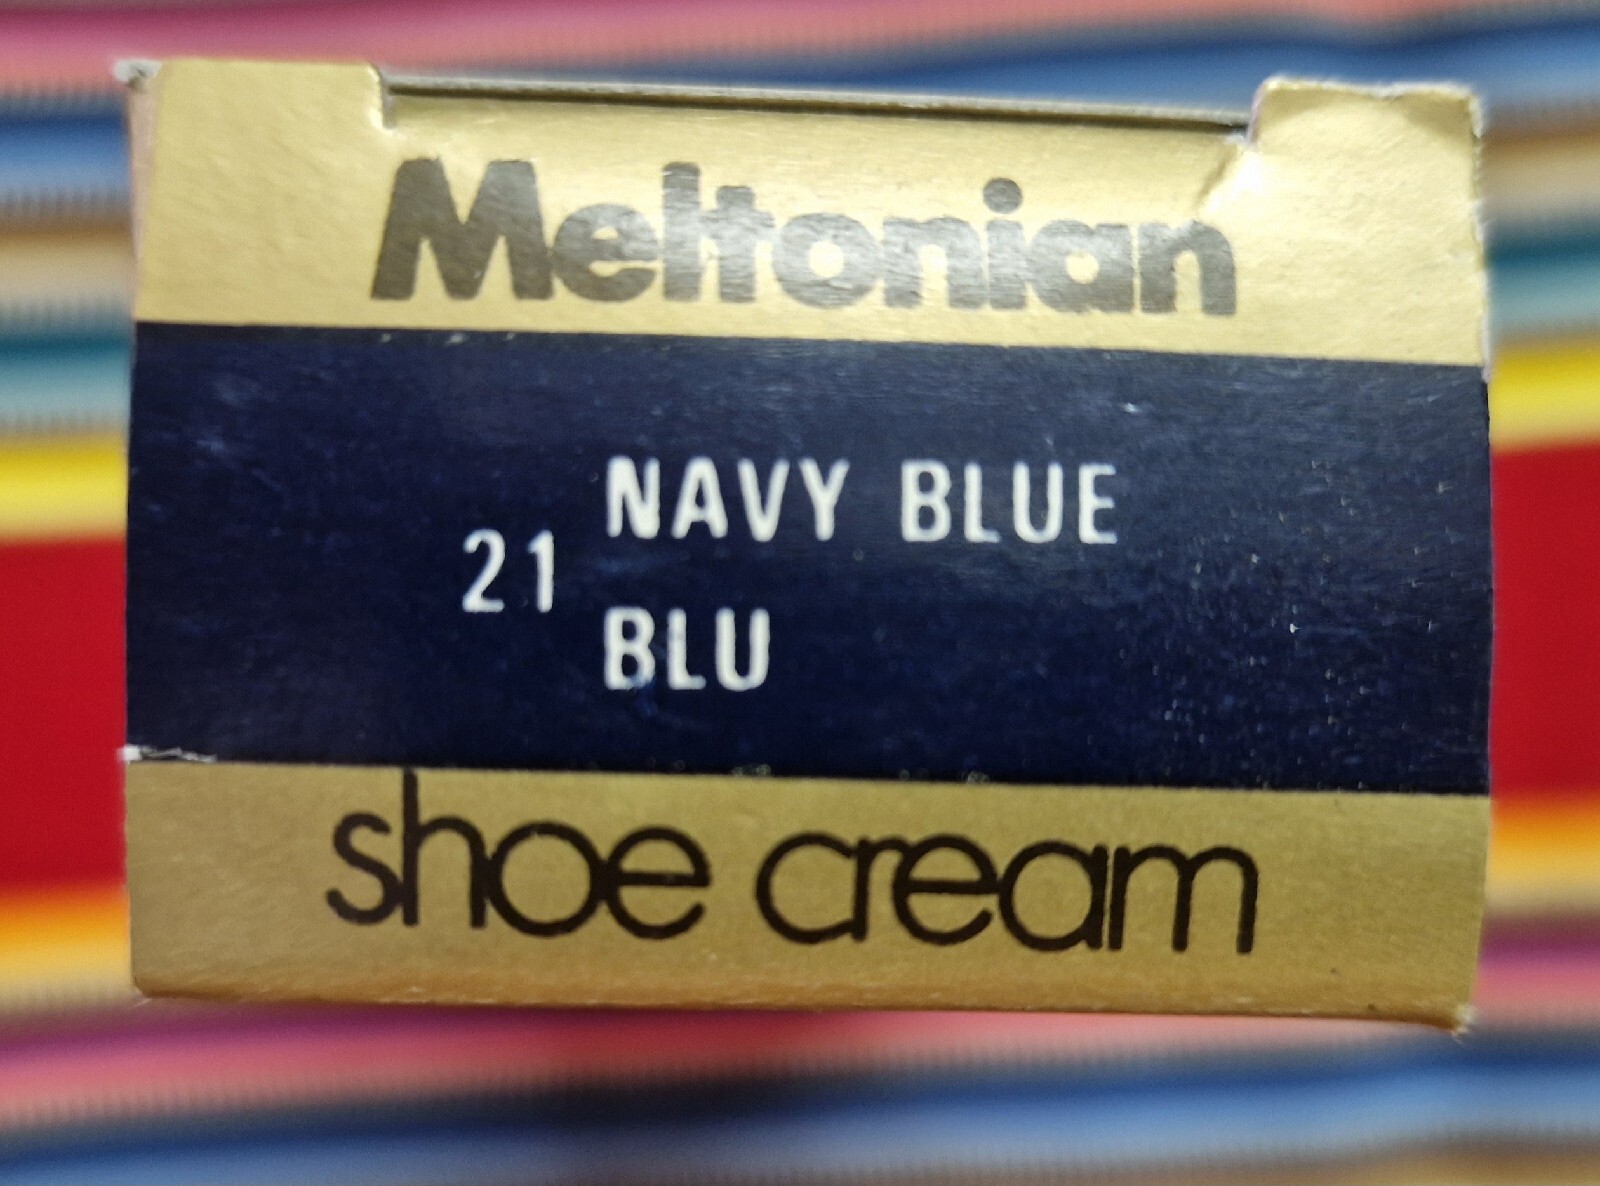 Meltonian
21 NAVY BLUE
BLU
shoe cream